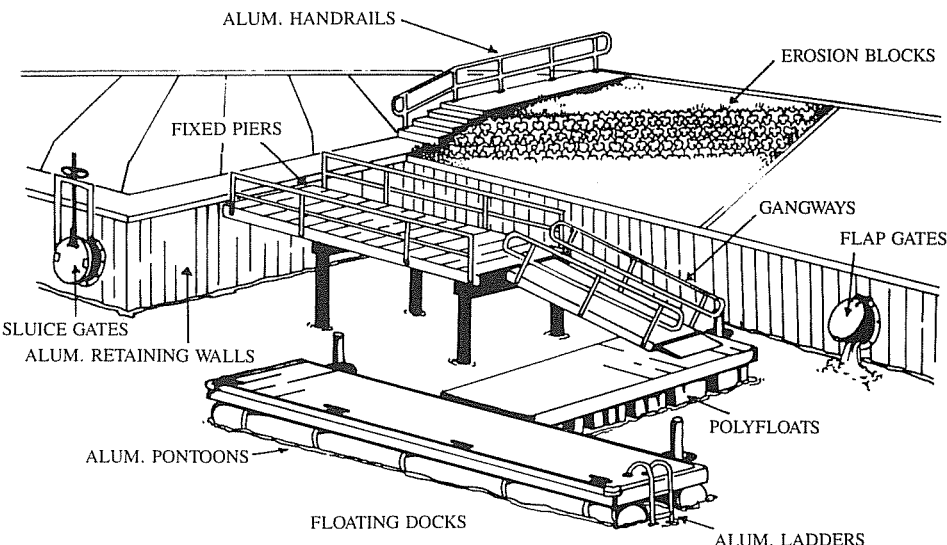 ALUM. HANDRAILS
EROSION BLOCKS
FIXED PIERS
GANGWAYS
FLAP GATES
SLUICE GATES
ALUM. RETAINING WALLS
POLYFLOATS
ALUM. PONTOONS
FLOATING DOCKS
ALUM. LADDERS